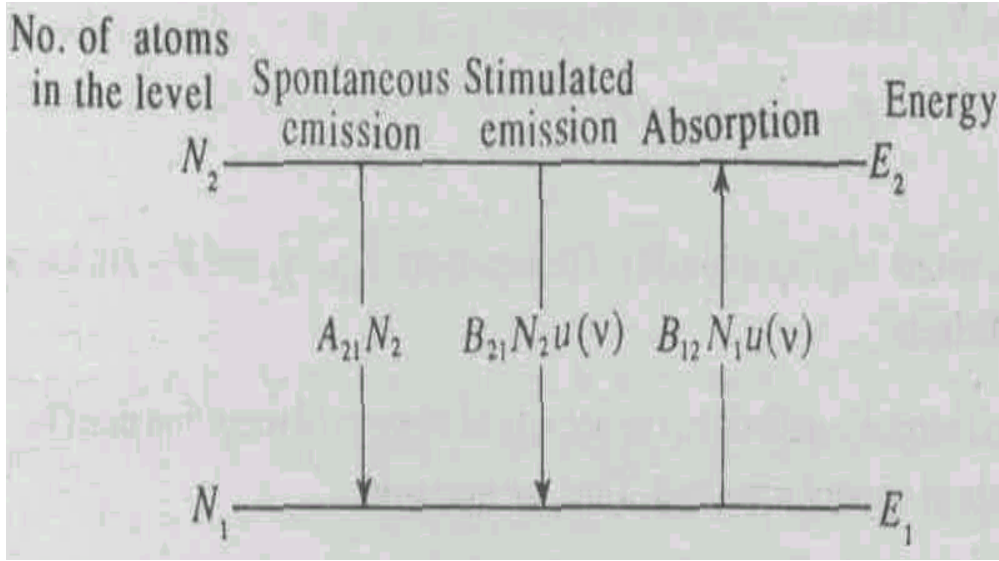 No. of atoms
in the level
Spontaneous
emission
Stimulated
emission
Absorption
Energy
N₂
E₂
A₂₁N₂
B₂₁N₂u(ν)
B₁₂N₁u(ν)
N₁
E₁